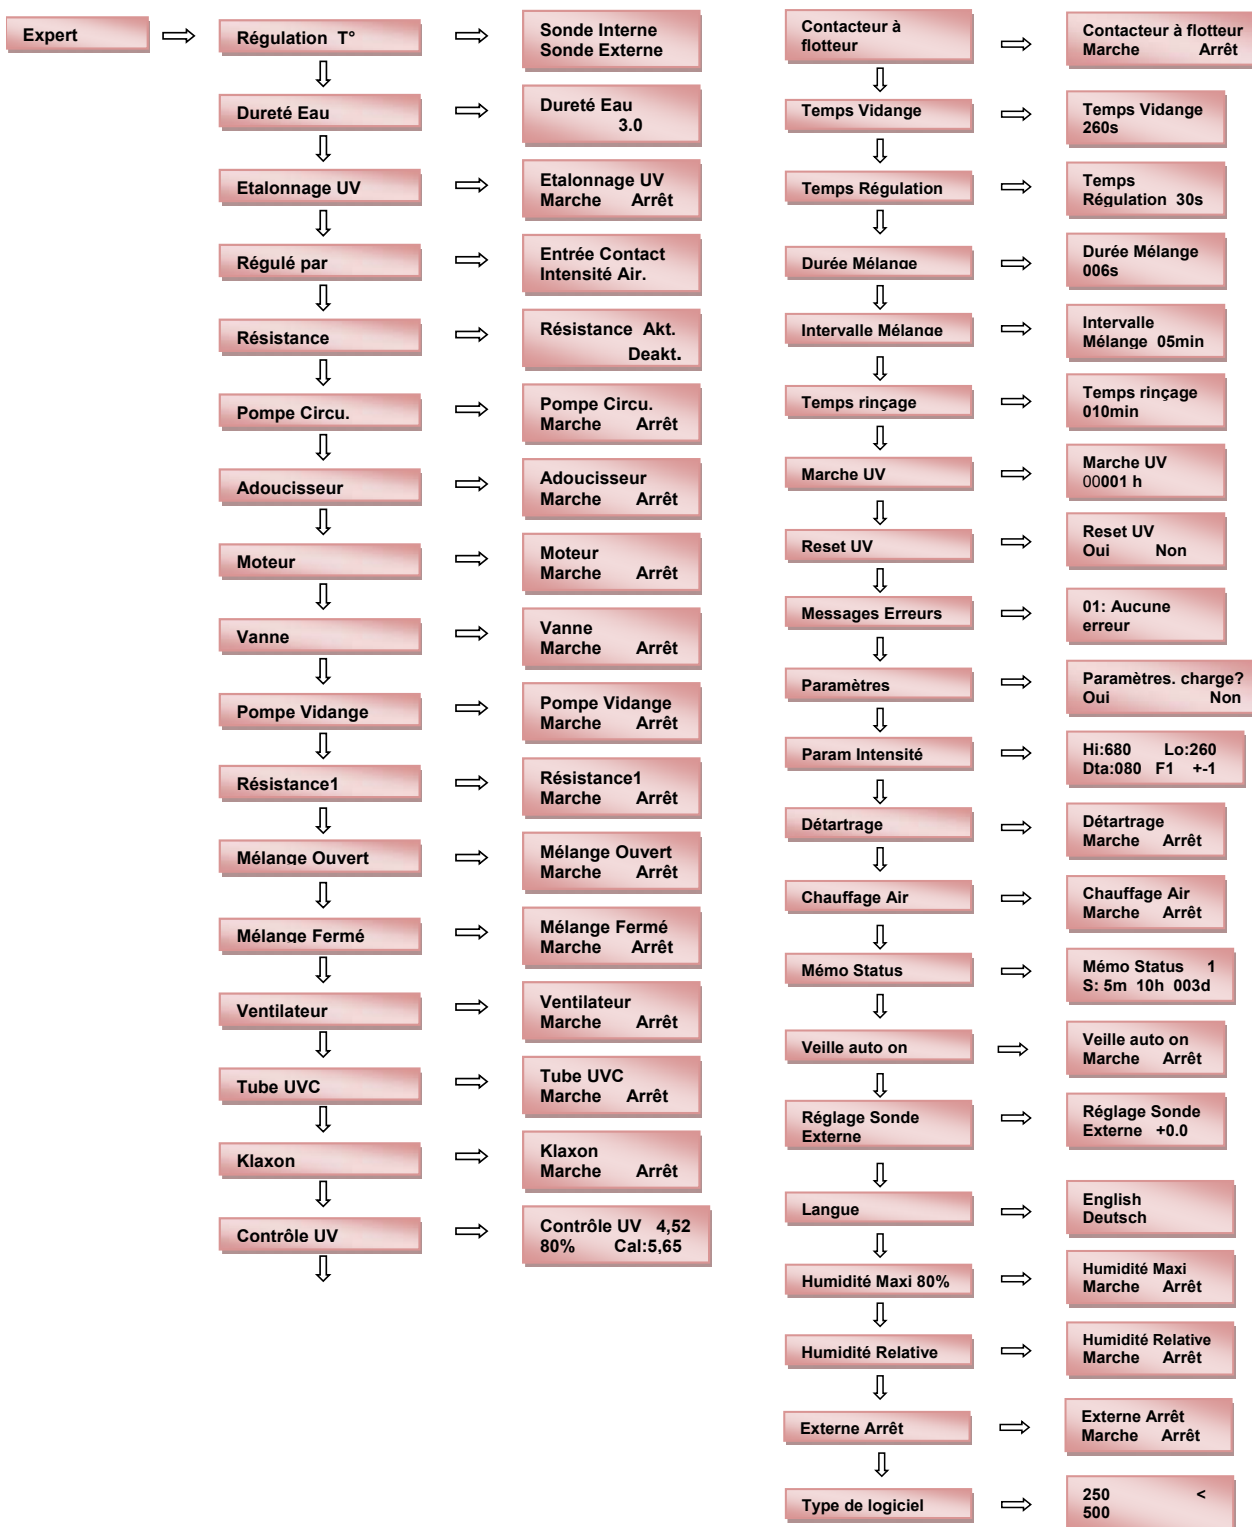 Expert
Régulation T°
Sonde Interne
Sonde Externe
Dureté Eau
Dureté Eau
3.0
Etalonnage UV
Etalonnage UV
Marche Arrêt
Régulé par
Entrée Contact
Intensité Air.
Résistance
Résistance Akt.
Deakt.
Pompe Circu.
Pompe Circu.
Marche Arrêt
Adoucisseur
Adoucisseur
Marche Arrêt
Moteur
Moteur
Marche Arrêt
Vanne
Vanne
Marche Arrêt
Pompe Vidange
Pompe Vidange
Marche Arrêt
Résistance1
Résistance1
Marche Arrêt
Mélange Ouvert
Mélange Ouvert
Marche Arrêt
Mélange Fermé
Mélange Fermé
Marche Arrêt
Ventilateur
Ventilateur
Marche Arrêt
Tube UVC
Tube UVC
Marche Arrêt
Klaxon
Klaxon
Marche Arrêt
Contrôle UV
Contrôle UV 4,52
80% Cal:5,65
Contacteur à
flotteur
Contacteur à flotteur
Marche Arrêt
Temps Vidange
Temps Vidange
260s
Temps Régulation
Temps
Régulation 30s
Durée Mélange
Durée Mélange
006s
Intervalle Mélange
Intervalle
Mélange 05min
Temps rinçage
Temps rinçage
010min
Marche UV
Marche UV
00001 h
Reset UV
Reset UV
Oui Non
Messages Erreurs
01: Aucune
erreur
Paramètres
Paramètres. charge?
Oui Non
Param Intensité
Hi:680 Lo:260
Dta:080 F1 +-1
Détartrage
Détartrage
Marche Arrêt
Chauffage Air
Chauffage Air
Marche Arrêt
Mémo Status
Mémo Status 1
S: 5m 10h 003d
Veille auto on
Veille auto on
Marche Arrêt
Réglage Sonde
Externe
Réglage Sonde
Externe +0.0
Langue
English
Deutsch
Humidité Maxi 80%
Humidité Maxi
Marche Arrêt
Humidité Relative
Humidité Relative
Marche Arrêt
Externe Arrêt
Externe Arrêt
Marche Arrêt
Type de logiciel
250 <
500